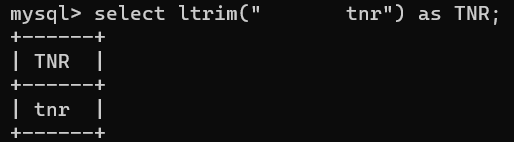 mysql> select ltrim("       tnr") as TNR;
+------+
| TNR  |
+------+
| tnr  |
+------+